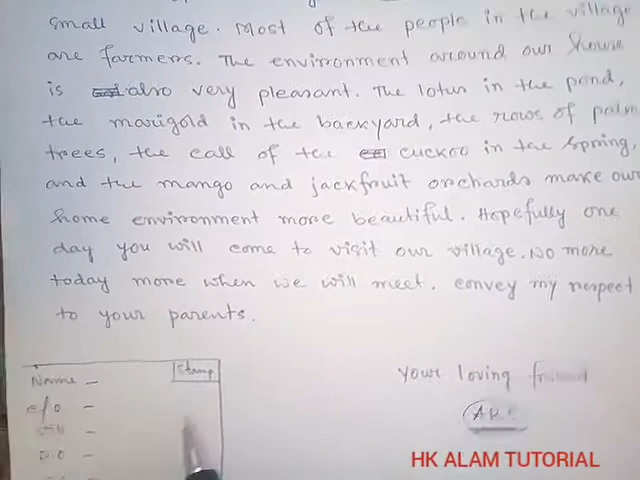 small village. Most of the people in the village
are farmers. The environment around our house
is also very pleasant. The lotus in the pond,
the marigold in the backyard, the rows of palm
trees, the call of the cuckoo in the spring,
and the mango and jackfruit orchards make our
home environment more beautiful. Hopefully one
day you will come to visit our village. No more
today more when we will meet. convey my respect
to your parents.
Name - Stamp
c/o -
P.O -
Your loving friend
HK ALAM TUTORIAL